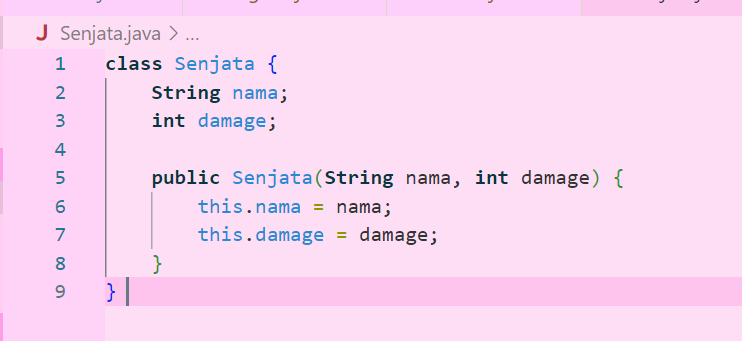 J Senjata.java > ...
1 class Senjata {
2     String nama;
3     int damage;
4
5     public Senjata(String nama, int damage) {
6         this.nama = nama;
7         this.damage = damage;
8     }
9 }